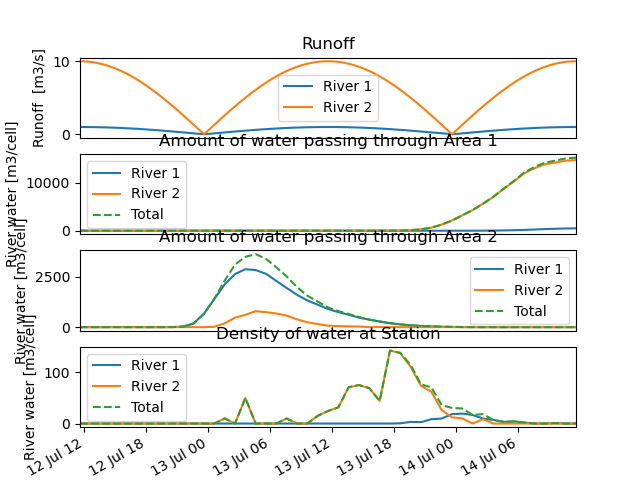 Runoff
Runoff [m3/s]
10
0
River 1
River 2
Amount of water passing through Area 1
River water [m3/cell]
10000
0
River 1
River 2
Total
Amount of water passing through Area 2
River water [m3/cell]
2500
0
River 1
River 2
Total
Density of water at Station
River water [m3/cell]
100
0
River 1
River 2
Total
12 Jul 12
12 Jul 18
13 Jul 00
13 Jul 06
13 Jul 12
13 Jul 18
14 Jul 00
14 Jul 06